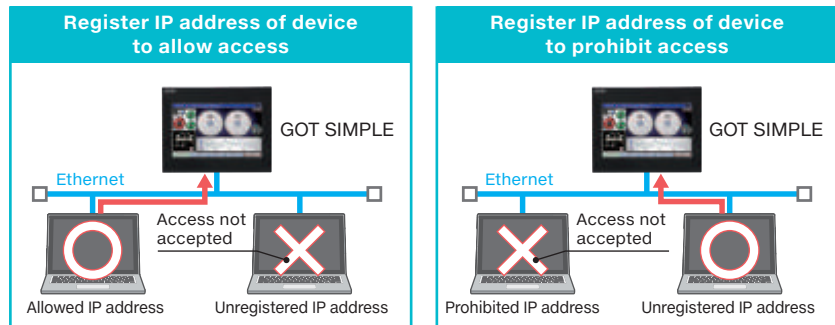 Register IP address of device
to allow access
GOT SIMPLE
Ethernet
Access not
accepted
Allowed IP address
Unregistered IP address
Register IP address of device
to prohibit access
GOT SIMPLE
Ethernet
Access not
accepted
Prohibited IP address
Unregistered IP address